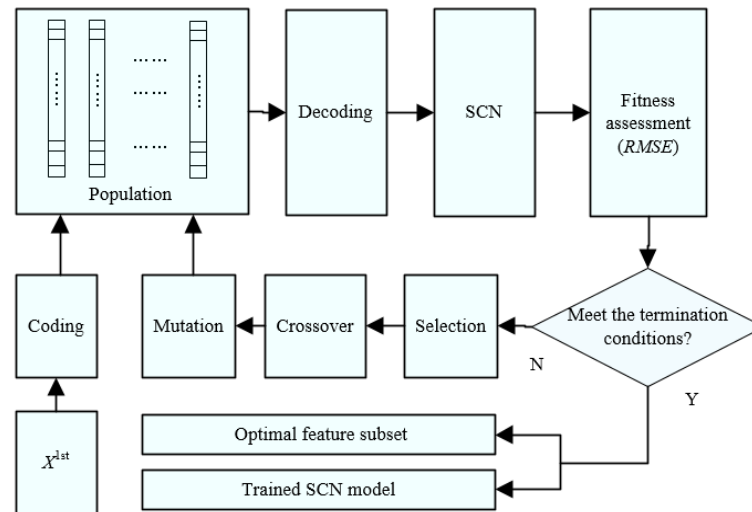 Population
Decoding
SCN
Fitness
assessment
(RMSE)
Coding
Mutation
Crossover
Selection
Meet the termination
conditions?
N
Y
X^1st
Optimal feature subset
Trained SCN model